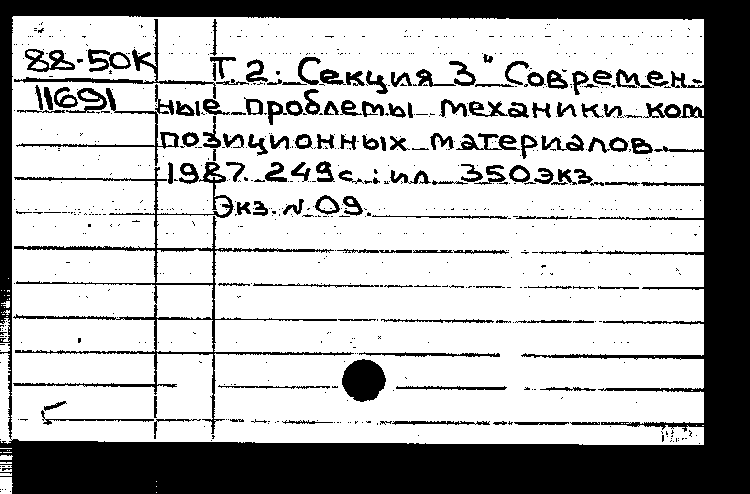 88-50К
11691
Т. 2: Секция 3 "Современ-
ные проблемы механики ком
позиционных материалов.
1987. 249с.: ил. 350экз
Экз. N 09.